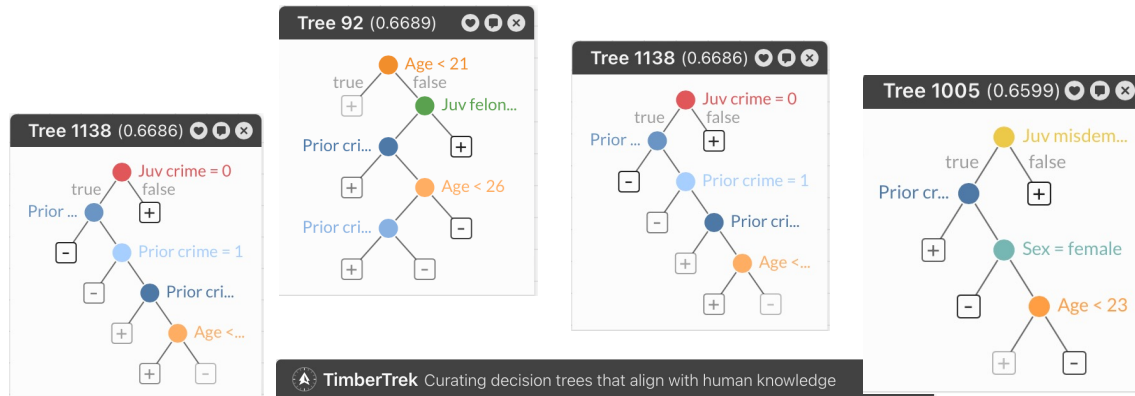 Tree 1138 (0.6686)
Juv crime = 0
true
false
Prior ...
+
-
Prior crime = 1
-
Prior cri...
+
Age <...
+
-
Tree 92 (0.6689)
Age < 21
true
false
+
Juv felon...
Prior cri...
+
+
Age < 26
Prior cri...
-
+
-
Tree 1138 (0.6686)
Juv crime = 0
true
false
Prior ...
+
-
Prior crime = 1
-
Prior cri...
+
Age <...
+
-
Tree 1005 (0.6599)
Juv misdem...
true
false
Prior cr...
+
+
Sex = female
-
Age < 23
+
-
TimberTrek Curating decision trees that align with human knowledge